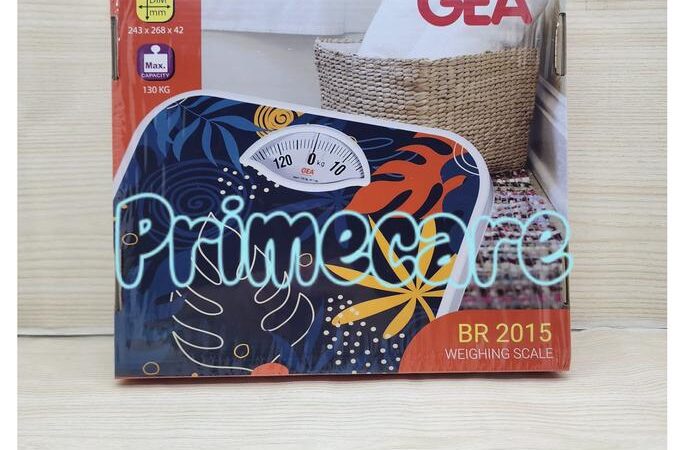 GEA
DIM
mm
243 x 268 x 42
Max.
CAPACITY
130 KG
120 0 kg 10
GEA
Primecare
BR 2015
WEIGHING SCALE